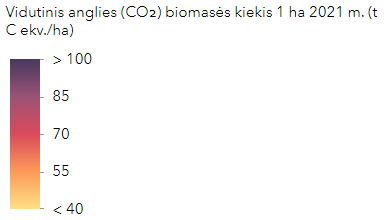 Vidutinis anglies (CO2) biomasės kiekis 1 ha 2021 m. (t
C ekv./ha)
> 100
85
70
55
< 40